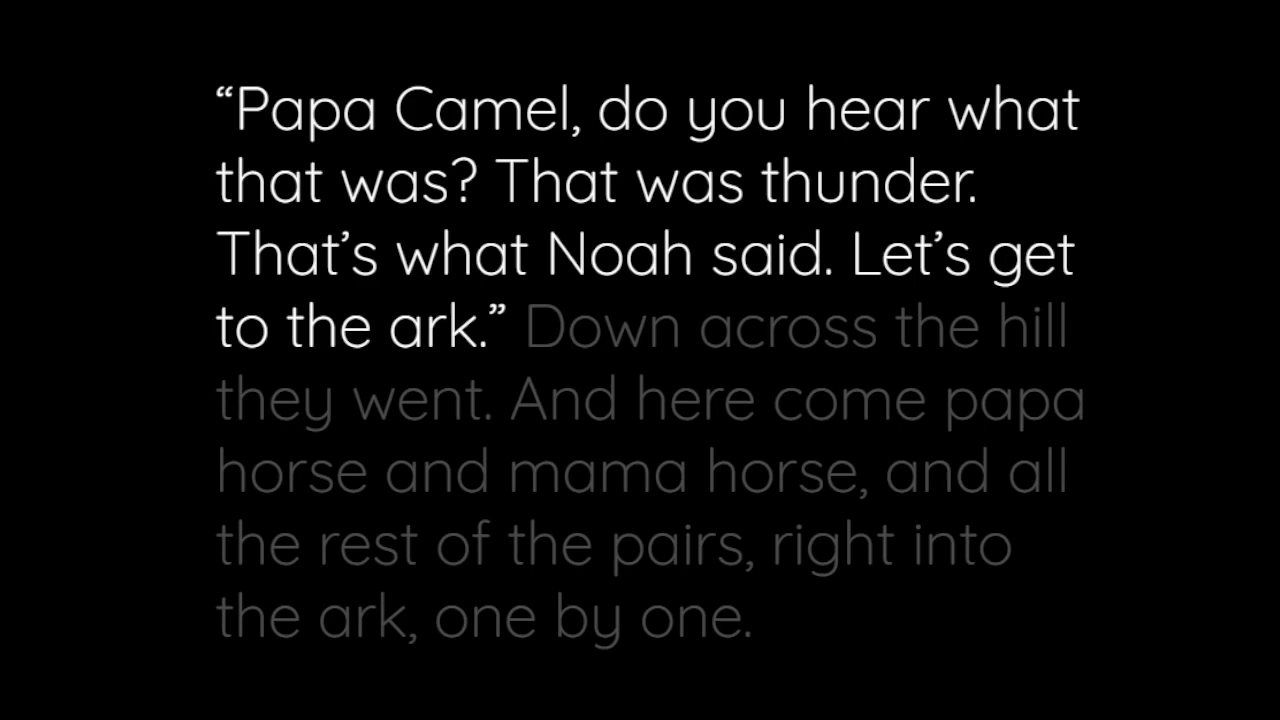 “Papa Camel, do you hear what
that was? That was thunder.
That’s what Noah said. Let’s get
to the ark.” Down across the hill
they went. And here come papa
horse and mama horse, and all
the rest of the pairs, right into
the ark, one by one.